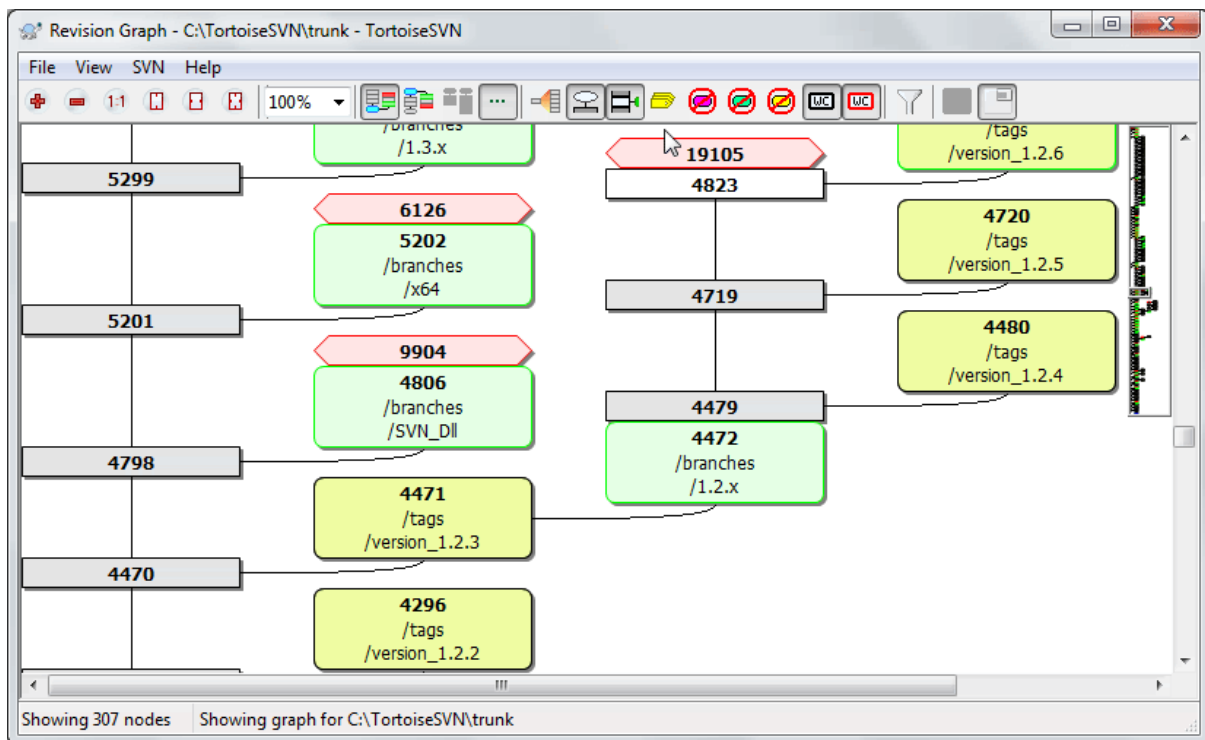 Revision Graph - C:\TortoiseSVN\trunk - TortoiseSVN
File View SVN Help
1:1 100% WC WC
/branches
/1.3.x
5299
6126
5202
/branches
/x64
5201
9904
4806
/branches
/SVN_Dll
4798
4471
/tags
/version_1.2.3
4470
4296
/tags
/version_1.2.2
19105
4823
4719
4479
4472
/branches
/1.2.x
/tags
/version_1.2.6
4720
/tags
/version_1.2.5
4480
/tags
/version_1.2.4
Showing 307 nodes Showing graph for C:\TortoiseSVN\trunk